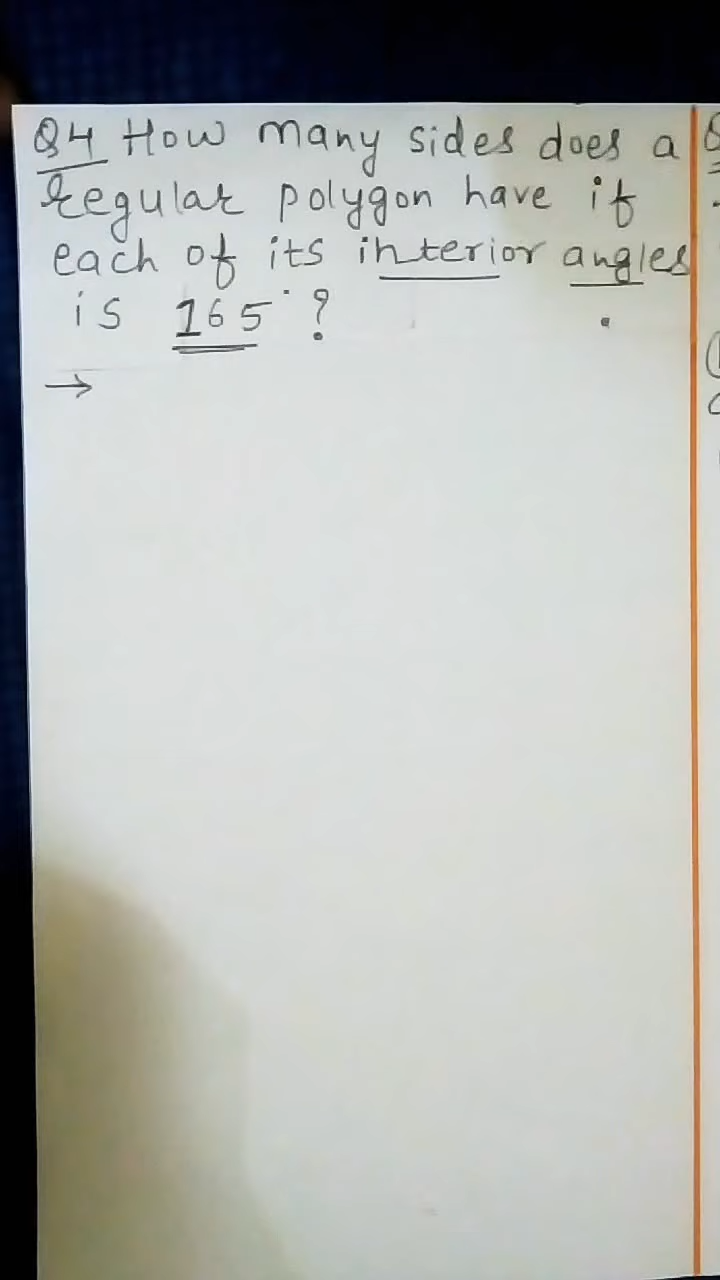 Q4 How many sides does a
regular polygon have if
each of its interior angles
is 165° ?
→